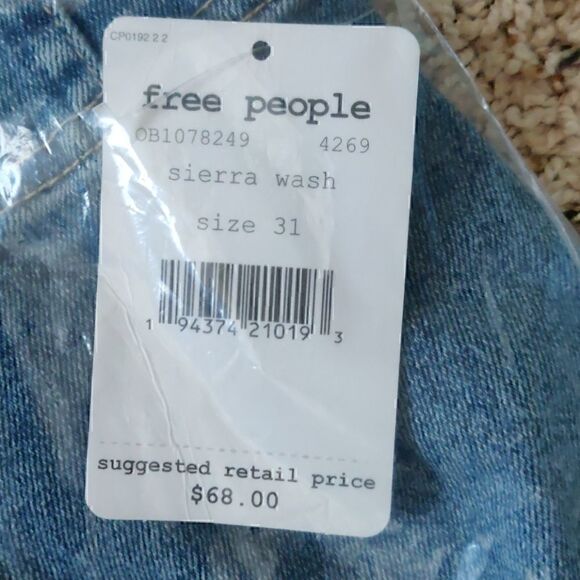 CP0192 2 2
free people
OB1078249 4269
sierra wash
size 31
1 94374 21019 3
suggested retail price
$68.00